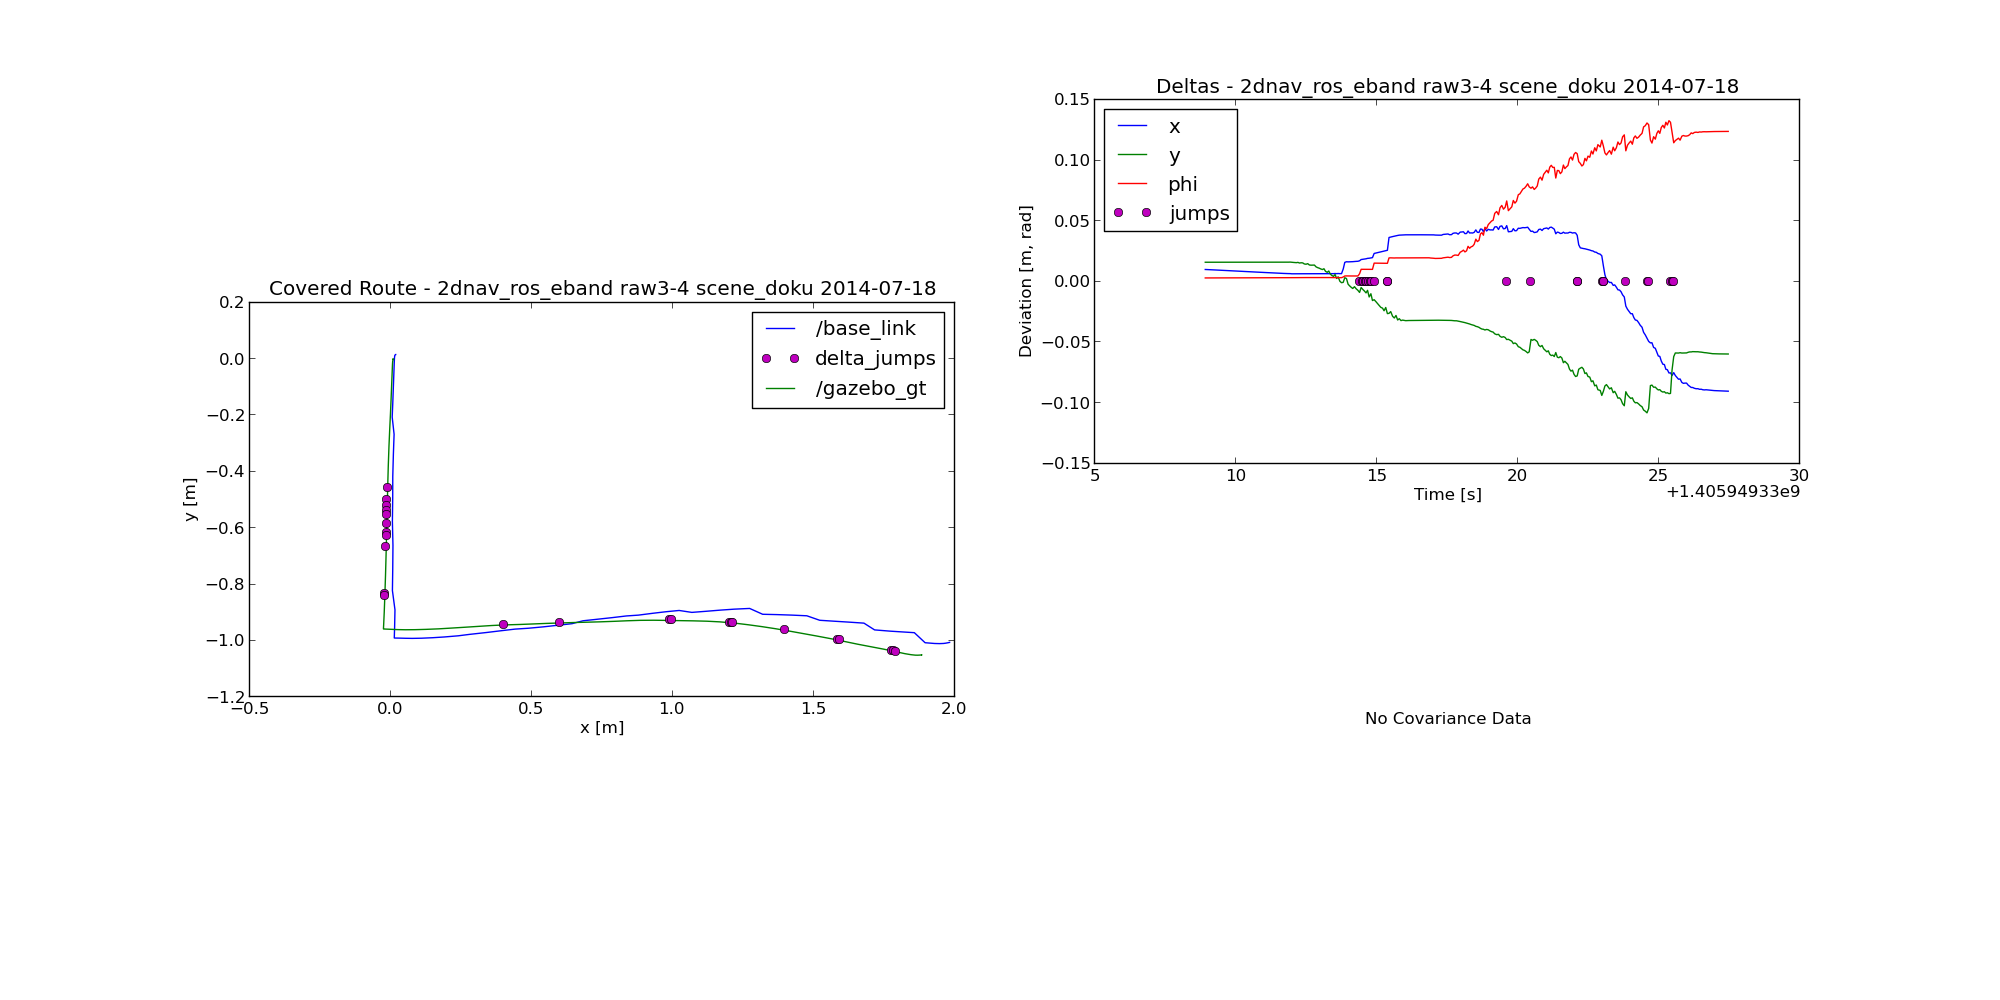 Covered Route - 2dnav_ros_eband raw3-4 scene_doku 2014-07-18
0.2
0.0
−0.2
−0.4
−0.6
−0.8
−1.0
−1.2
y [m]
/base_link
delta_jumps
/gazebo_gt
−0.5
0.0
0.5
1.0
1.5
2.0
x [m]
Deltas - 2dnav_ros_eband raw3-4 scene_doku 2014-07-18
0.15
0.10
0.05
0.00
−0.05
−0.10
−0.15
Deviation [m, rad]
x
y
phi
jumps
5
10
15
20
25
30
Time [s]
+1.40594933e9
No Covariance Data